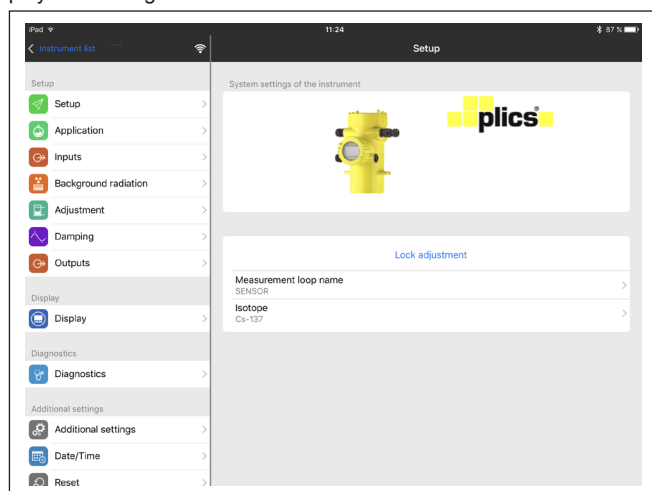 iPad
11:24
87 %
Instrument list
Setup
Setup
Setup
Application
Inputs
Background radiation
Adjustment
Damping
Outputs
Display
Display
Diagnostics
Diagnostics
Additional settings
Additional settings
Date/Time
Reset
System settings of the instrument
plics®
Lock adjustment
Measurement loop name
SENSOR
Isotope
Cs-137